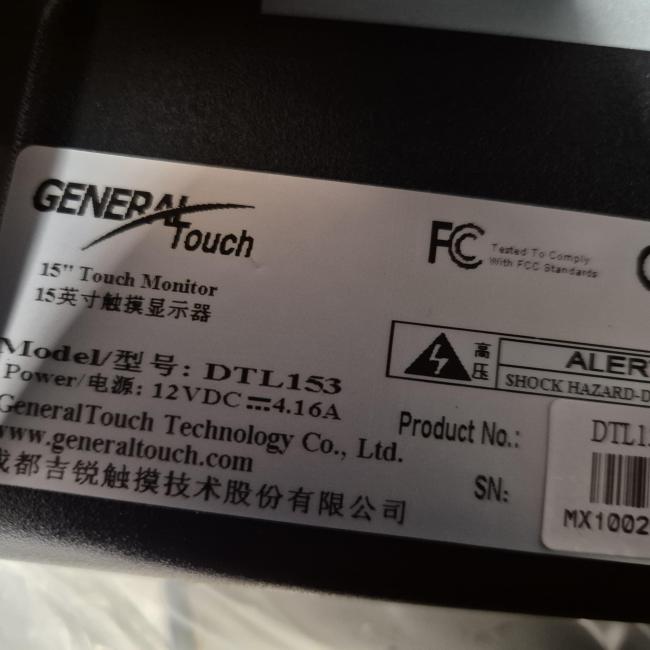 GENERAL
Touch
15" Touch Monitor
15英寸触摸显示器
Model/型号: DTL153
Power/电源: 12VDC⎓4.16A
GeneralTouch Technology Co., Ltd.
www.generaltouch.com
成都吉锐触摸技术股份有限公司
FC
Tested To Comply
With FCC Standards
高压
ALER
SHOCK HAZARD-D
Product No.:
DTL1
SN:
MX1002